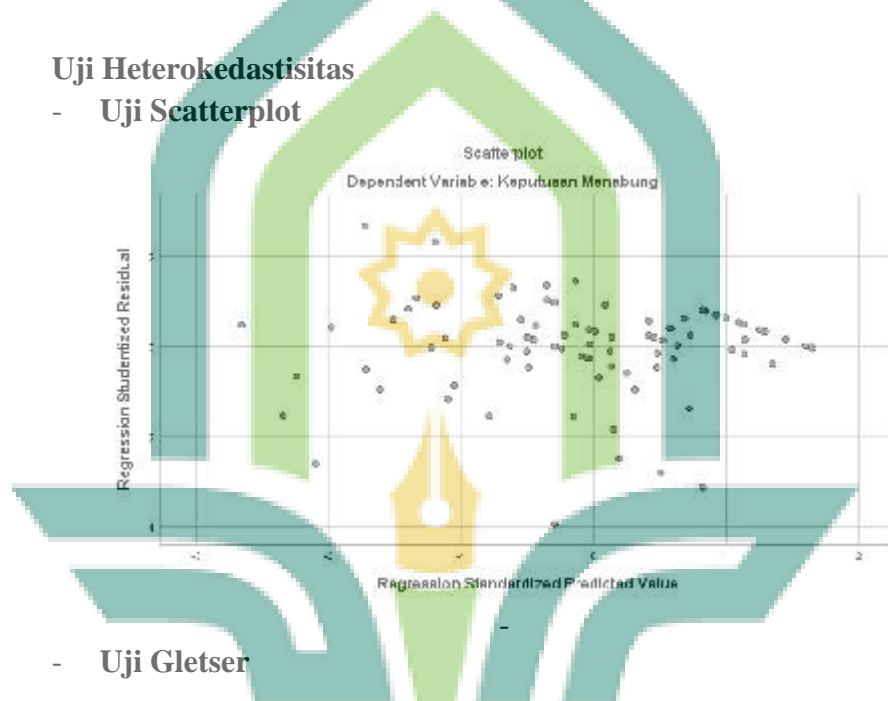 Uji Heterokedastisitas
- Uji Scatterplot
Scatterplot
Dependent Variable: Keputusan Menabung
Regression Studentized Residual
Regression Standardized Predicted Value
- Uji Gletser